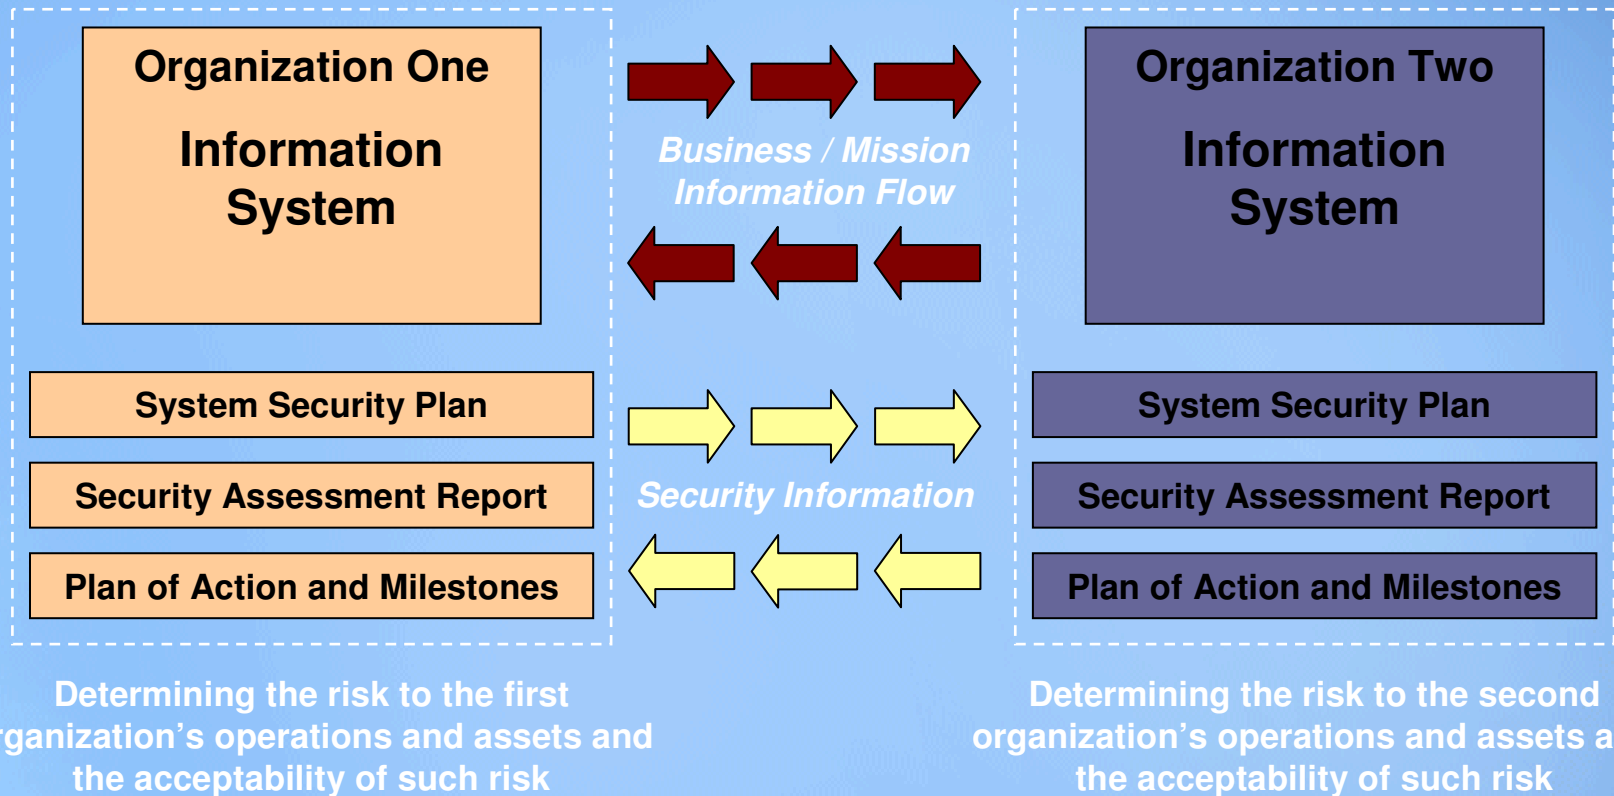 Organization One
Information
System
System Security Plan
Security Assessment Report
Plan of Action and Milestones
Determining the risk to the first
rganization’s operations and assets and
the acceptability of such risk
Business / Mission
Information Flow
Security Information
Organization Two
Information
System
System Security Plan
Security Assessment Report
Plan of Action and Milestones
Determining the risk to the second
organization’s operations and assets a
the acceptability of such risk